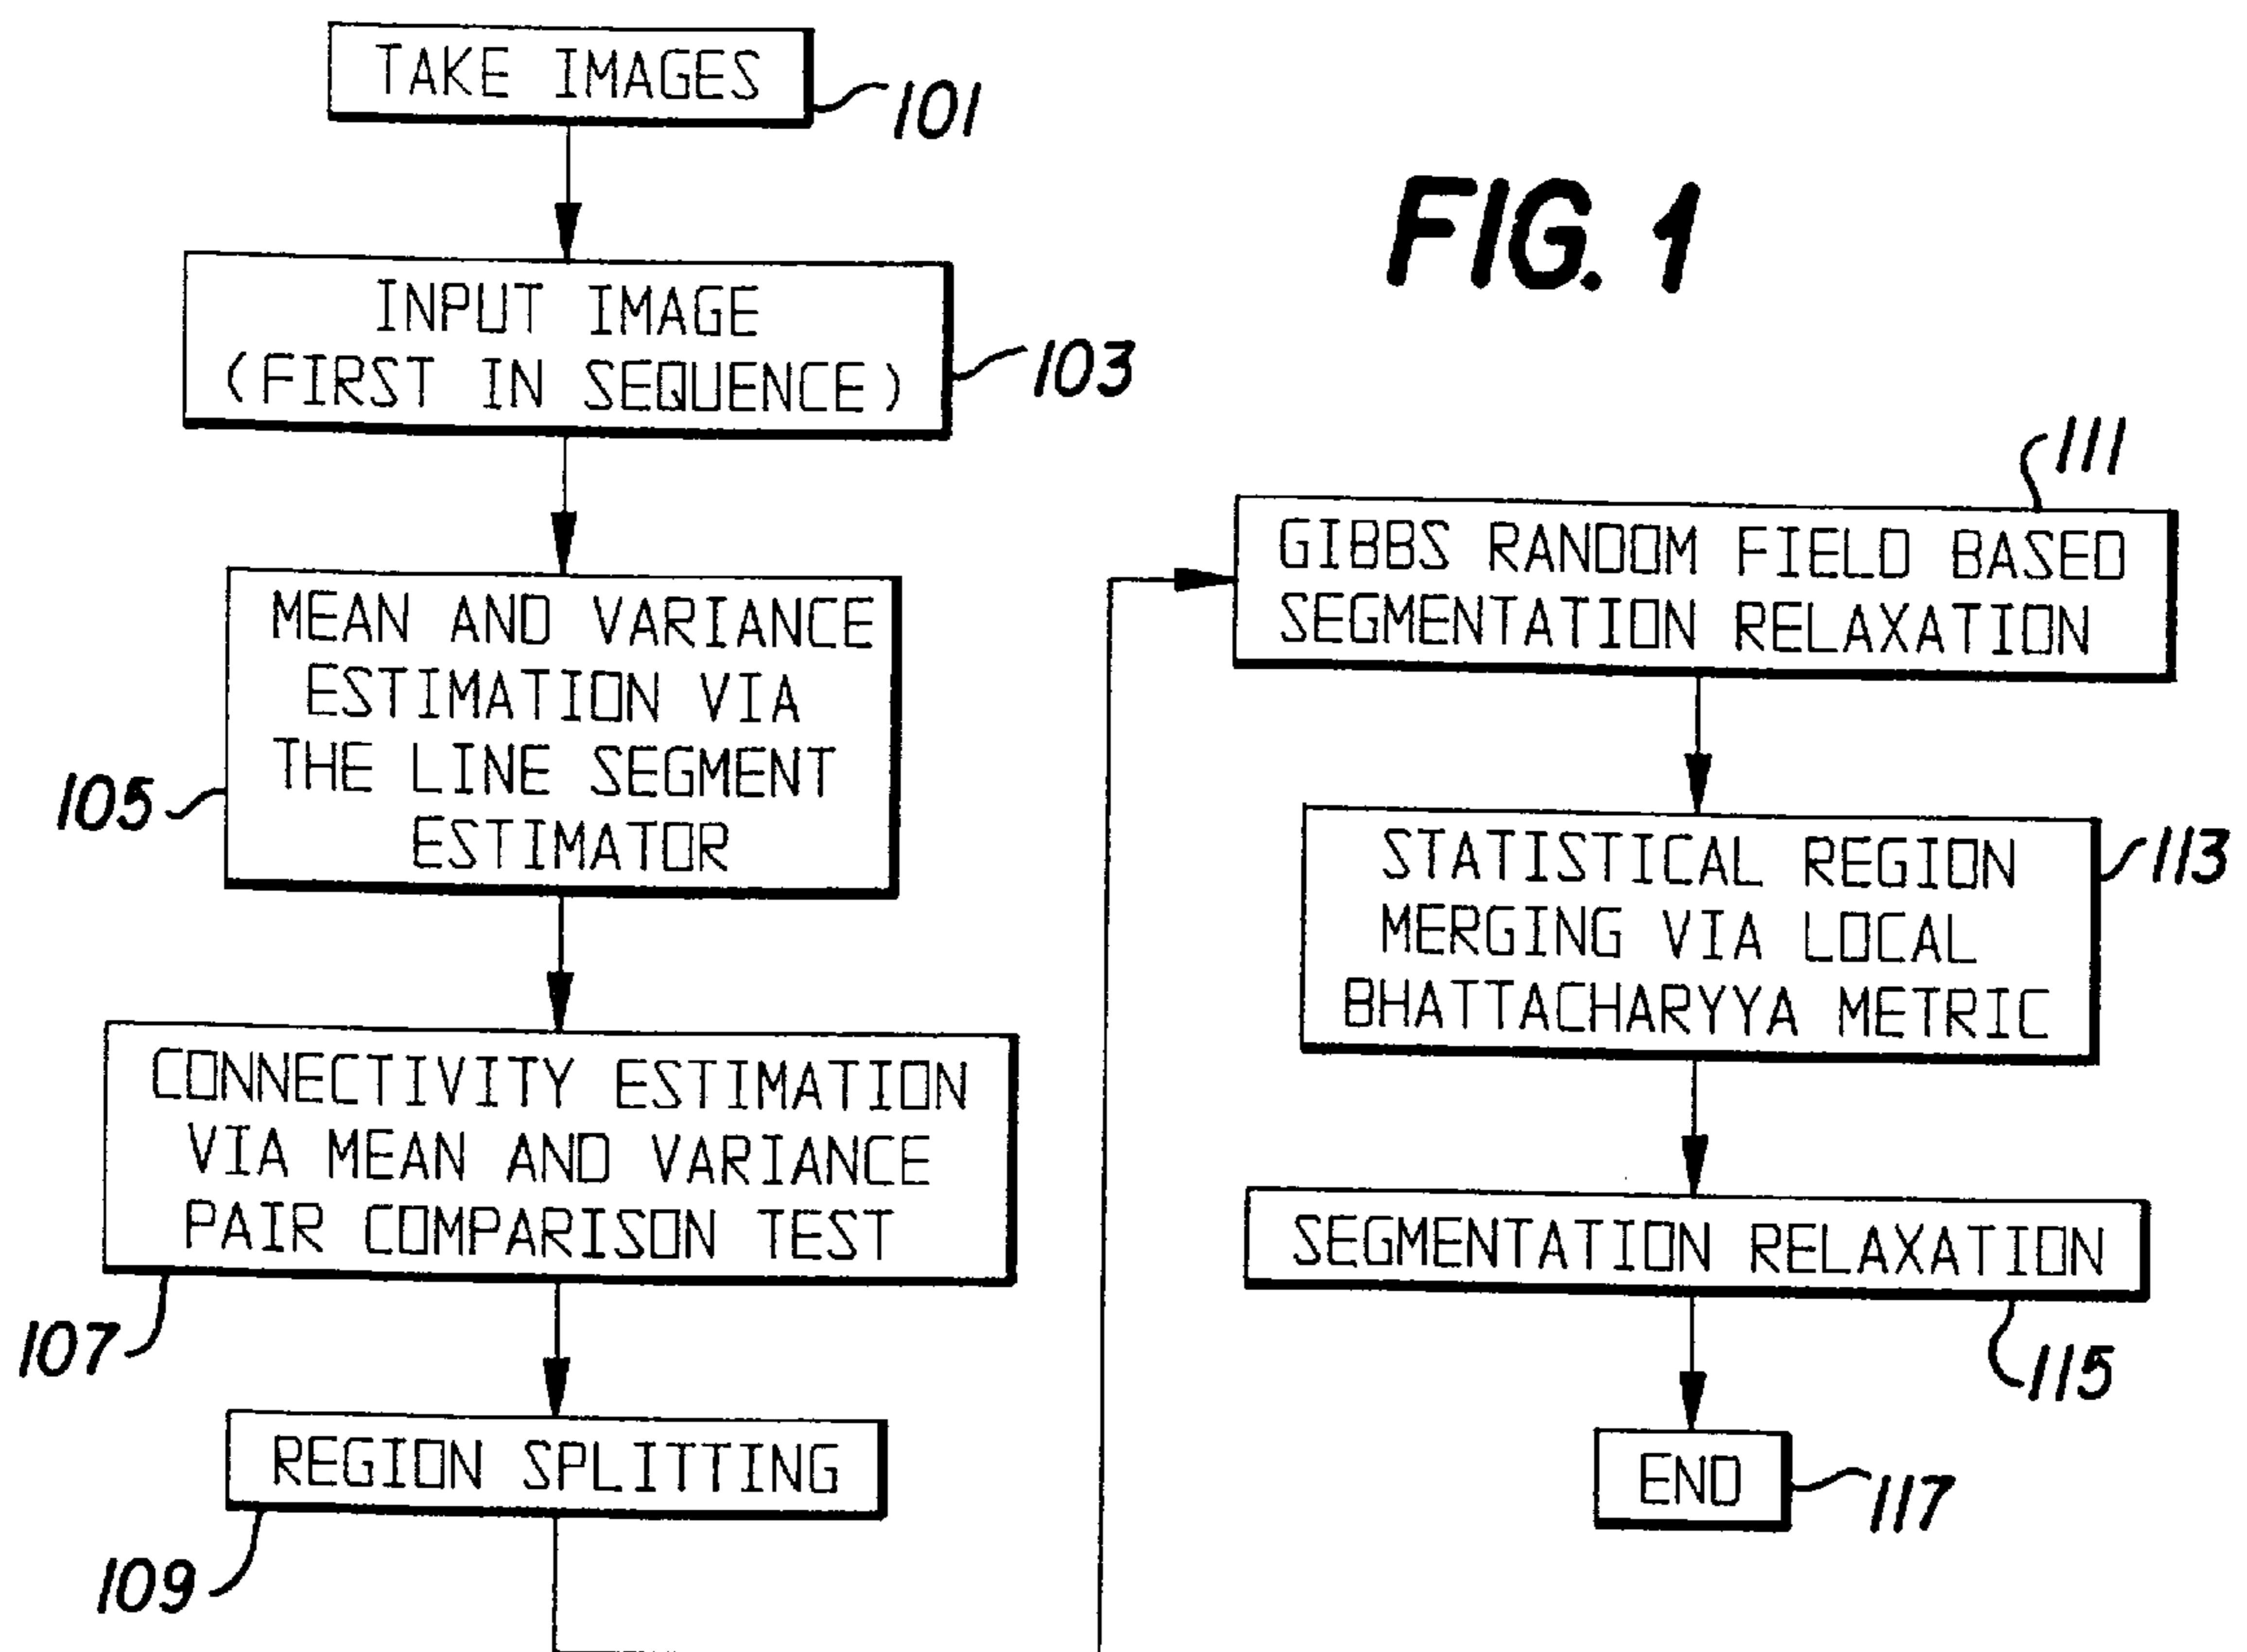 TAKE IMAGES
101
INPUT IMAGE
(FIRST IN SEQUENCE)
103
MEAN AND VARIANCE
ESTIMATION VIA
THE LINE SEGMENT
ESTIMATOR
105
CONNECTIVITY ESTIMATION
VIA MEAN AND VARIANCE
PAIR COMPARISON TEST
107
REGION SPLITTING
109
FIG. 1
111
GIBBS RANDOM FIELD BASED
SEGMENTATION RELAXATION
STATISTICAL REGION
MERGING VIA LOCAL
BHATTACHARYYA METRIC
113
SEGMENTATION RELAXATION
115
END
117